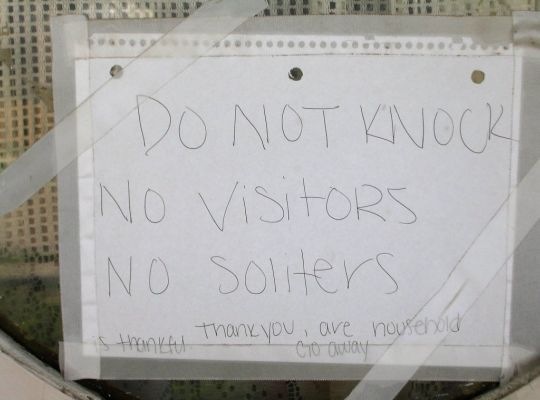 DO NOT KNOCK
NO VISITORS
NO Soliters
Thankyou, are household
is thankful. Go away